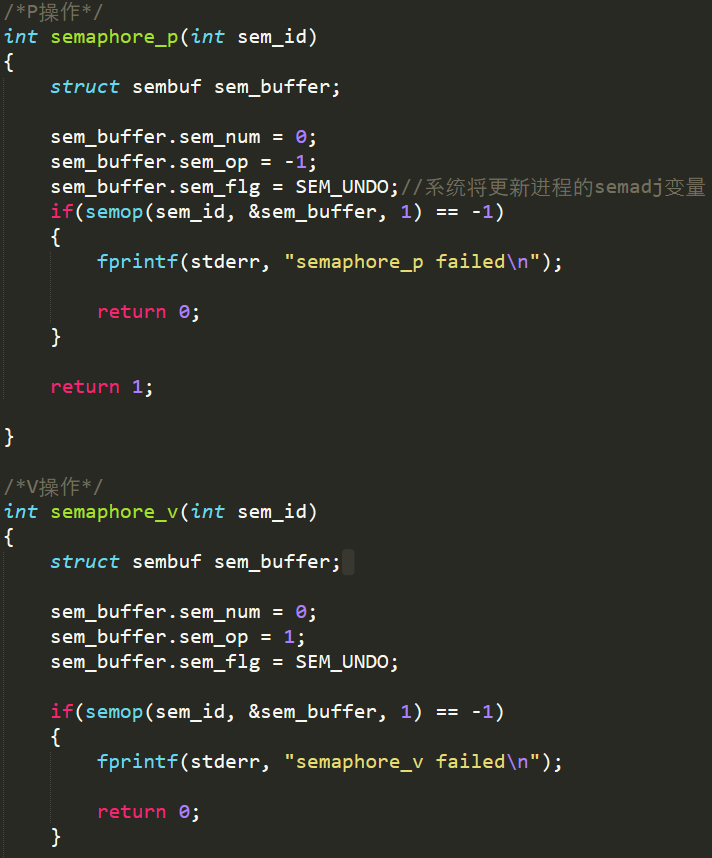 /*P操作*/
int semaphore_p(int sem_id)
{
    struct sembuf sem_buffer;
    sem_buffer.sem_num = 0;
    sem_buffer.sem_op = -1;
    sem_buffer.sem_flg = SEM_UNDO;//系统将更新进程的semadj变量
    if(semop(sem_id, &sem_buffer, 1) == -1)
    {
        fprintf(stderr, "semaphore_p failed\n");
        return 0;
    }
    return 1;
}
/*V操作*/
int semaphore_v(int sem_id)
{
    struct sembuf sem_buffer;
    sem_buffer.sem_num = 0;
    sem_buffer.sem_op = 1;
    sem_buffer.sem_flg = SEM_UNDO;
    if(semop(sem_id, &sem_buffer, 1) == -1)
    {
        fprintf(stderr, "semaphore_v failed\n");
        return 0;
    }